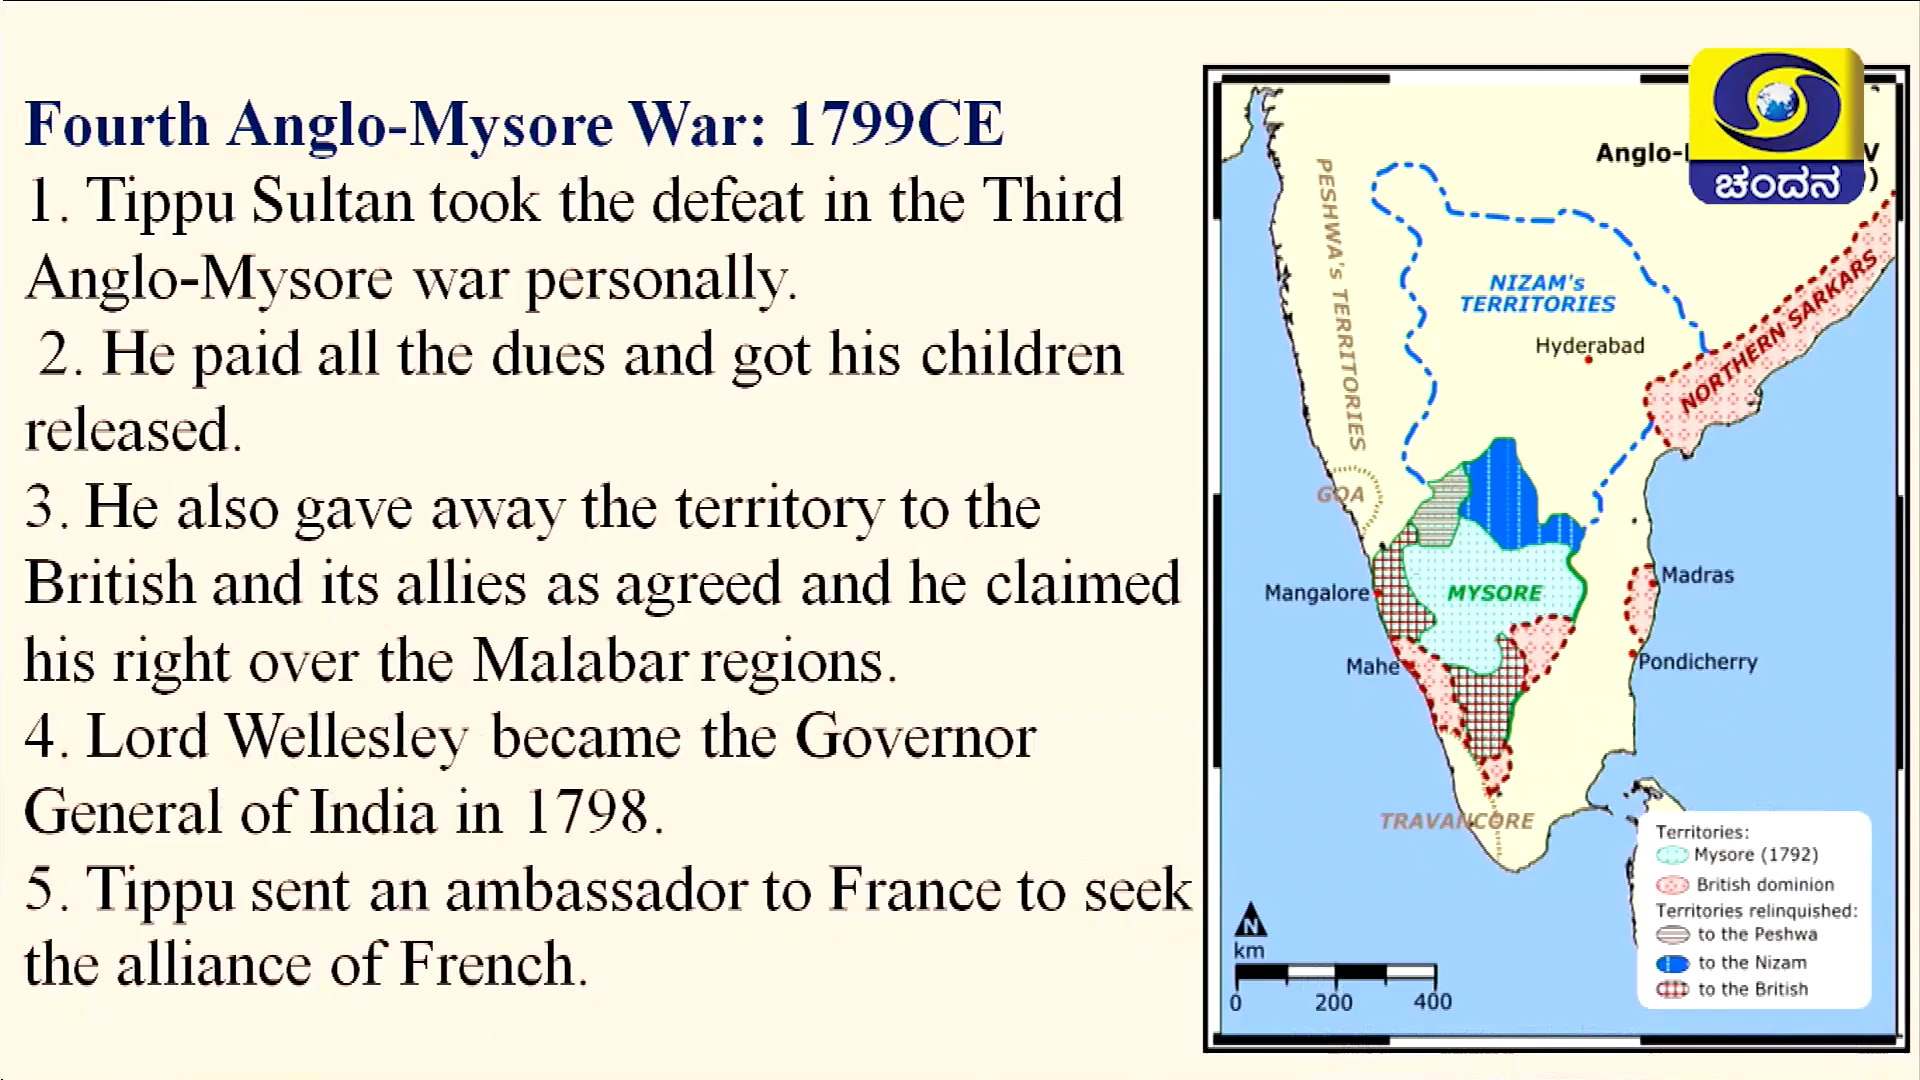 Fourth Anglo-Mysore War: 1799CE
1. Tippu Sultan took the defeat in the Third
Anglo-Mysore war personally.
2. He paid all the dues and got his children
released.
3. He also gave away the territory to the
British and its allies as agreed and he claimed
his right over the Malabar regions.
4. Lord Wellesley became the Governor
General of India in 1798.
5. Tippu sent an ambassador to France to seek
the alliance of French.
ಚಂದನ
PESHWA's TERRITORIES
NIZAM's
TERRITORIES
Hyderabad
NORTHERN SARKARS
GOA
Mangalore
MYSORE
Madras
Mahe
Pondicherry
TRAVANCORE
Territories:
Mysore (1792)
British dominion
Territories relinquished:
to the Peshwa
to the Nizam
to the British
N
km
0 200 400